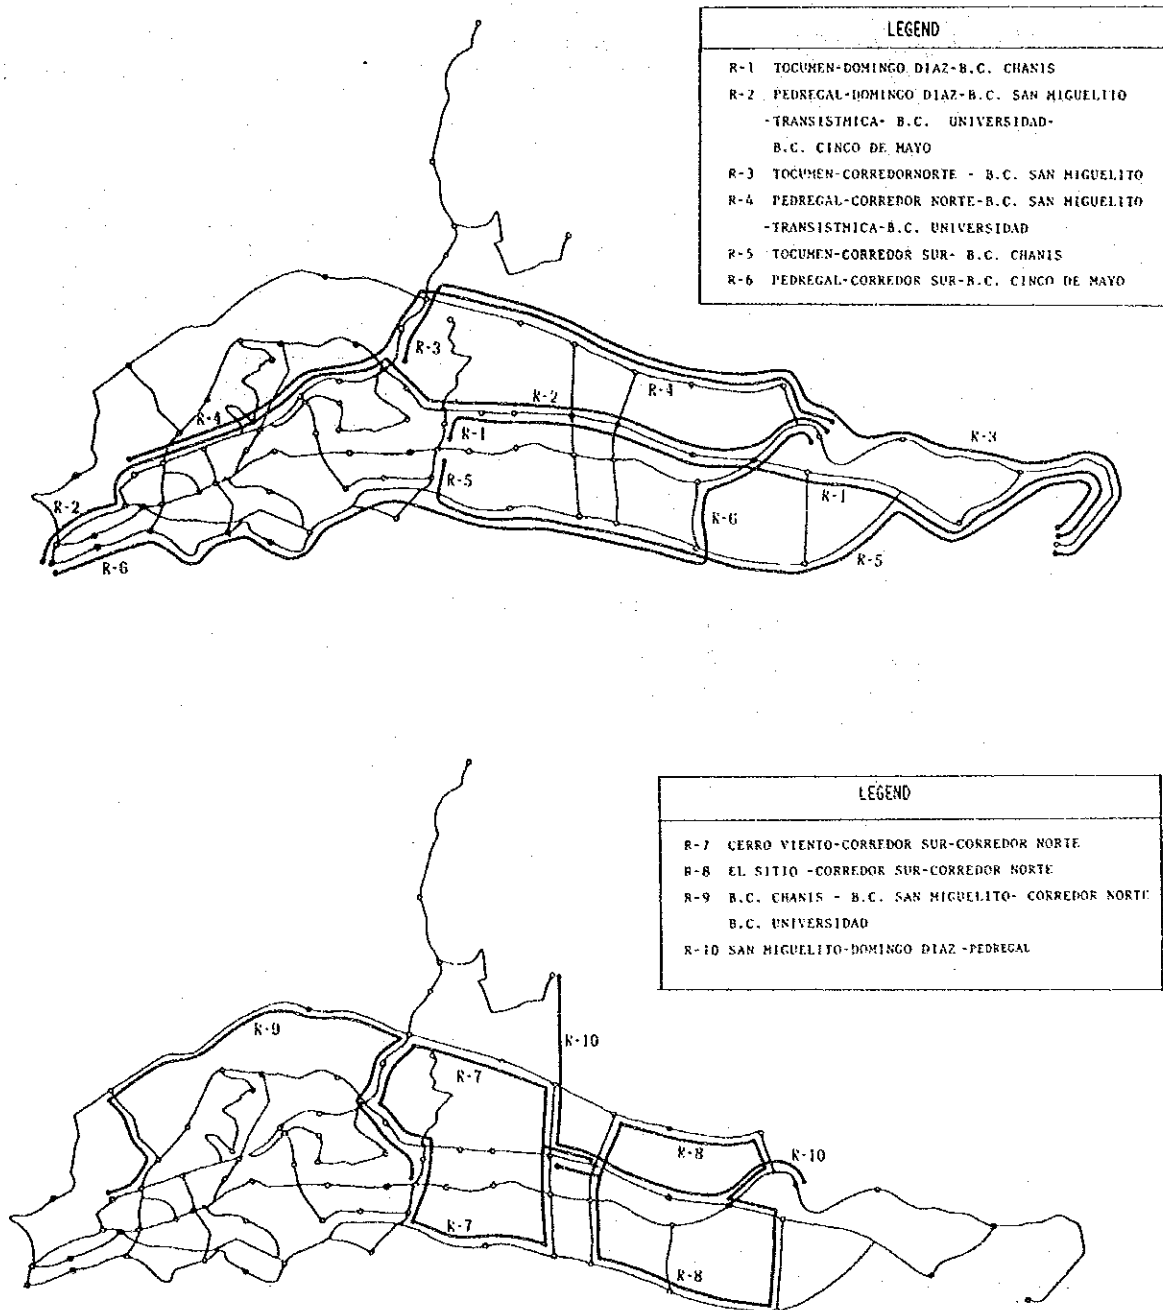 LEGEND
R-1 TOCUMEN-DOMINGO DIAZ-B.C. CHANIS
R-2 PEDREGAL-DOMINGO DIAZ-B.C. SAN MIGUELITO
-TRANSISTMICA- B.C. UNIVERSIDAD-
B.C. CINCO DE MAYO
R-3 TOCUMEN-CORREDORNORTE - B.C. SAN MIGUELITO
R-4 PEDREGAL-CORREDOR NORTE-B.C. SAN MIGUELITO
-TRANSISTMICA-B.C. UNIVERSIDAD
R-5 TOCUMEN-CORREDOR SUR- B.C. CHANIS
R-6 PEDREGAL-CORREDOR SUR-B.C. CINCO DE MAYO
R-3
R-4
R-2
R-4
R-1
R-3
R-5
R-1
R-2
R-6
R-5
R-6
LEGEND
R-7 CERRO VIENTO-CORREDOR SUR-CORREDOR NORTE
R-8 EL SITIO -CORREDOR SUR-CORREDOR NORTE
R-9 B.C. CHANIS - B.C. SAN MIGUELITO- CORREDOR NORTE
B.C. UNIVERSIDAD
R-10 SAN MIGUELITO-DOMINGO DIAZ -PEDREGAL
R-9
R-10
R-7
R-8
R-10
R-7
R-8